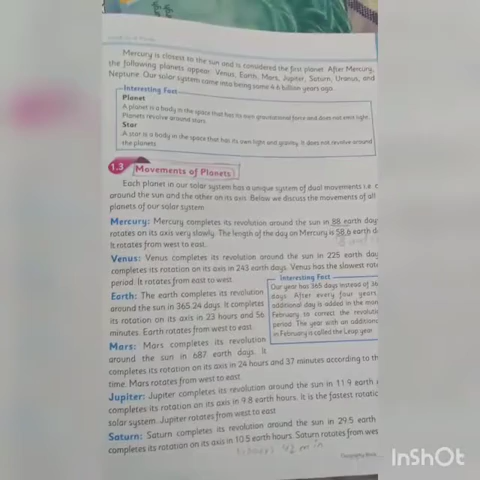 Mercury is closest to the sun and is considered the first planet. After Mercury,
the following planets appear: Venus, Earth, Mars, Jupiter, Saturn, Uranus, and
Neptune. Our solar system came into being some 4.6 billion years ago.
Interesting Fact
Planet
A planet is a body in the space that has its own gravitational force and does not emit light.
Planets revolve around stars.
Star
A star is a body in the space that has its own light and gravity. It does not revolve around
the planets.
1.3 Movements of Planets
Each planet in our solar system has a unique system of dual movements i.e.
around the sun and the other on its axis. Below we discuss the movements of all
planets of our solar system
Mercury: Mercury completes its revolution around the sun in 88 earth day
rotates on its axis very slowly. The length of the day on Mercury is 58.6 earth d
It rotates from west to east.
Venus: Venus completes its revolution around the sun in 225 earth day
completes its rotation on its axis in 243 earth days. Venus has the slowest rota
period. It rotates from east to west.
Earth: The earth completes its revolution
around the sun in 365.24 days. It completes
its rotation on its axis in 23 hours and 56
minutes. Earth rotates from west to east.
Interesting Fact
Our year has 365 days instead of 36
days. After every four years,
additional day is added in the mon
February to correct the revolutio
period. The year with an addition
in February is called the Leap year.
Mars: Mars completes its revolution
around the sun in 687 earth days. It
completes its rotation on its axis in 24 hours and 37 minutes according to th
time. Mars rotates from west to east.
Jupiter: Jupiter completes its revolution around the sun in 11.9 earth
completes its rotation on its axis in 9.8 earth hours. It is the fastest rotatio
solar system. Jupiter rotates from west to east
Saturn: Saturn completes its revolution around the sun in 29.5 earth
completes its rotation on its axis in 10.5 earth hours. Saturn rotates from wes
42 min
InShOt